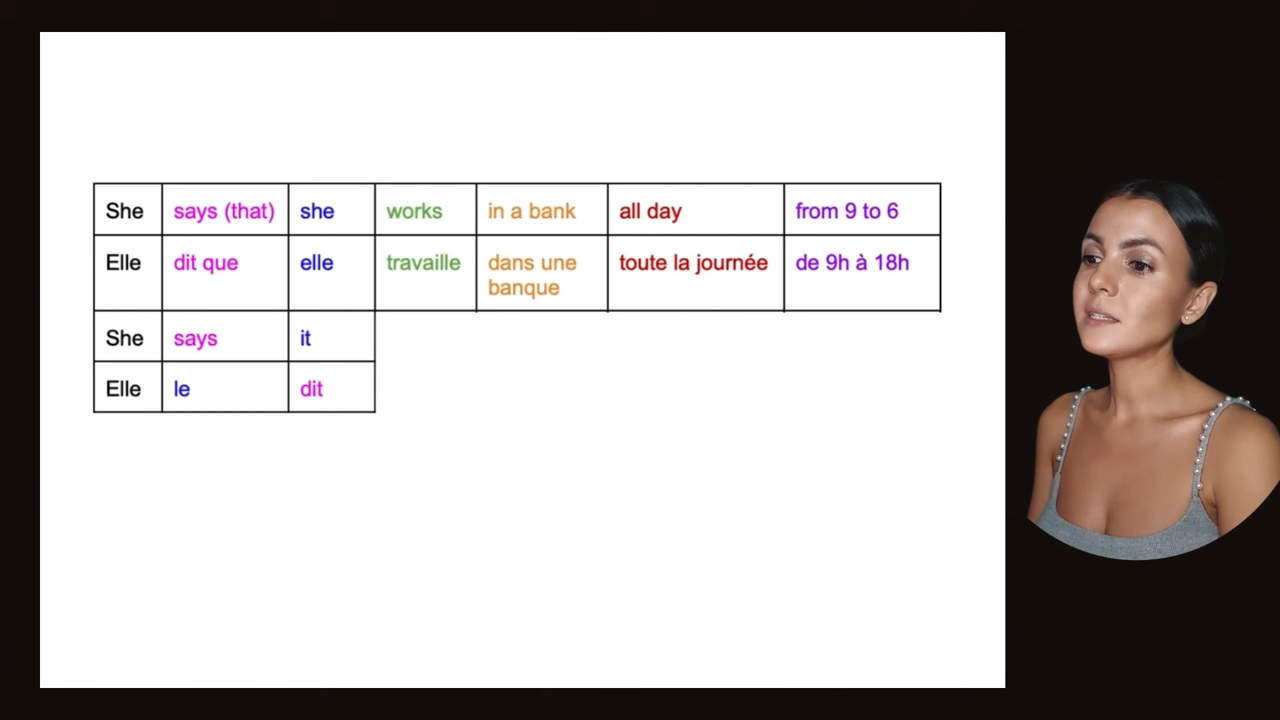 She says (that) she works in a bank all day from 9 to 6
Elle dit que elle travaille dans une toute la journée de 9h à 18h
banque
She says it
Elle le dit